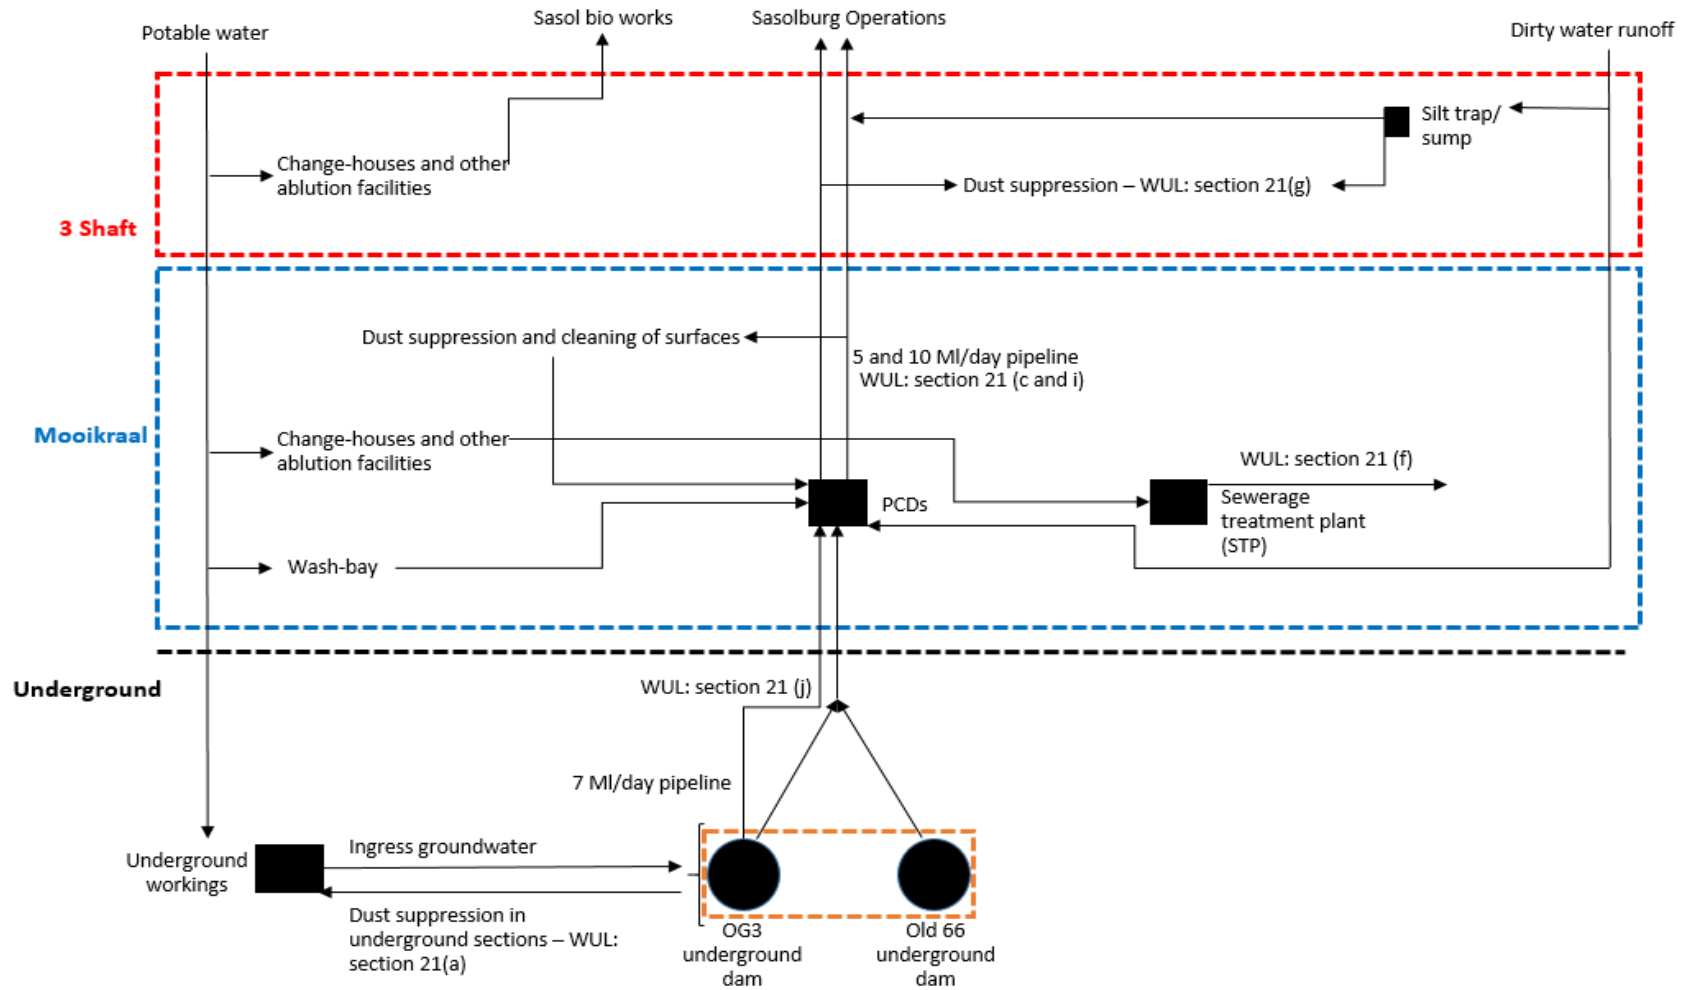 Sasol bio works
Sasolburg Operations
Potable water
Dirty water runoff
Silt trap/
sump
Change-houses and other
ablution facilities
Dust suppression – WUL: section 21(g)
3 Shaft
Dust suppression and cleaning of surfaces
5 and 10 Ml/day pipeline
WUL: section 21 (c and i)
Mooikraal
Change-houses and other
ablution facilities
WUL: section 21 (f)
PCDs
Sewerage
treatment plant
(STP)
Wash-bay
Underground
WUL: section 21 (j)
7 Ml/day pipeline
Underground
workings
Ingress groundwater
Dust suppression in
underground sections – WUL:
section 21(a)
OG3
underground
dam
Old 66
underground
dam